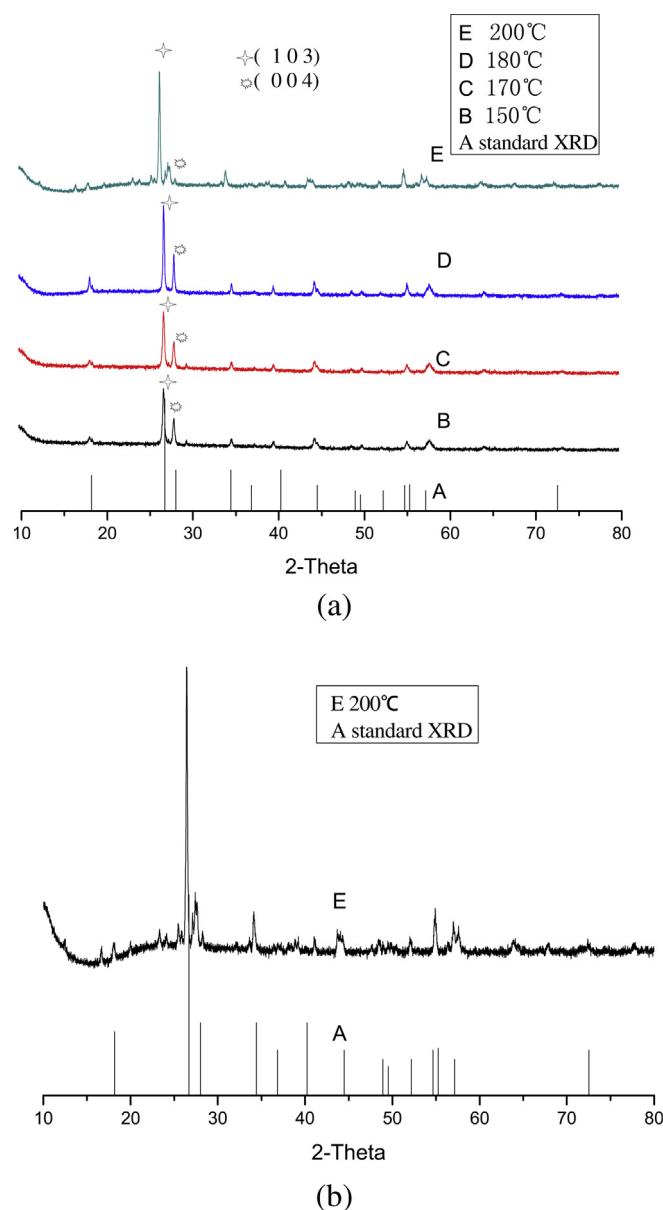 ( 1 0 3)
( 0 0 4)
E 200℃
D 180℃
C 170℃
B 150℃
A standard XRD
E
D
C
B
A
10 20 30 40 50 60 70 80
2-Theta
(a)
E 200℃
A standard XRD
E
A
10 20 30 40 50 60 70 80
2-Theta
(b)